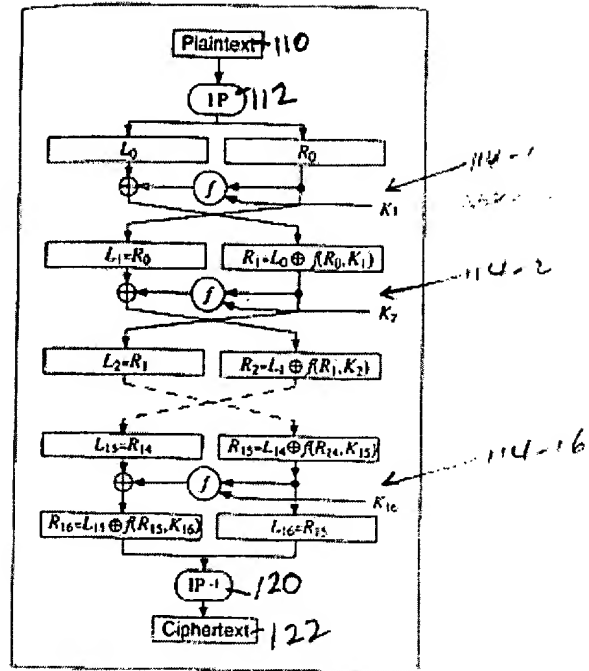 Plaintext 110
IP 112
L₀ R₀
f
K₁
114-1
L₁=R₀ R₁=L₀ ⊕ f(R₀,K₁)
114-2
f
K₂
L₂=R₁ R₂=L₁ ⊕ f(R₁,K₂)
L₁₅=R₁₄ R₁₅=L₁₄⊕f(R₁₄,K₁₅)
114-16
f
K₁₆
R₁₆=L₁₅ ⊕ f(R₁₅,K₁₆) L₁₆=R₁₅
IP⁻¹ 120
Ciphertext 122